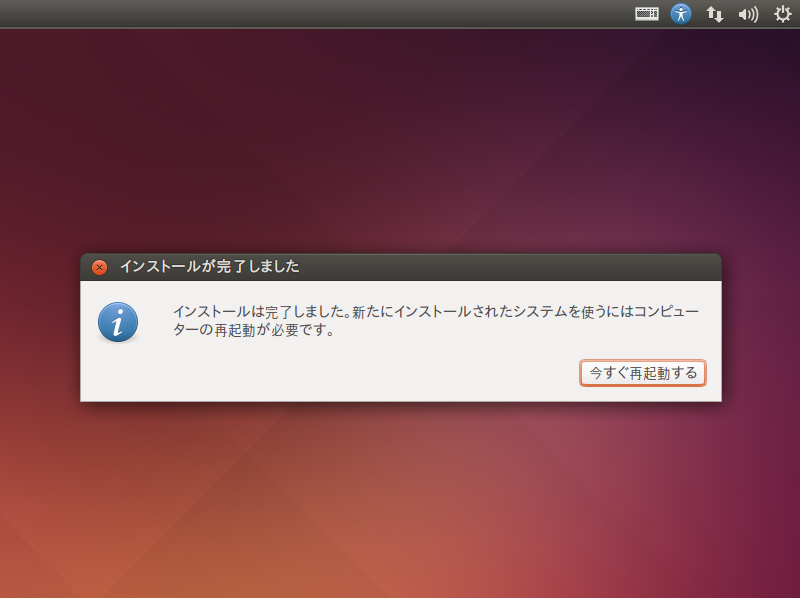 インストールが完了しました
インストールは完了しました。新たにインストールされたシステムを使うにはコンピュー
ターの再起動が必要です。
今すぐ再起動する